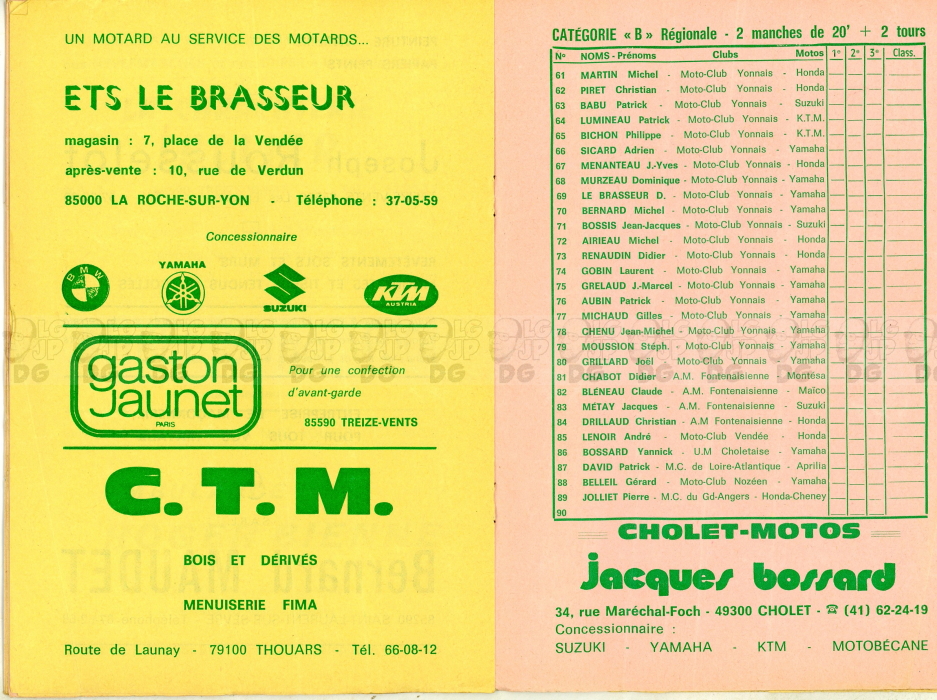 UN MOTARD AU SERVICE DES MOTARDS...
ETS LE BRASSEUR
magasin : 7, place de la Vendée
après-vente : 10, rue de Verdun
85000 LA ROCHE-SUR-YON - Téléphone : 37-05-59
Concessionnaire
BMW
YAMAHA
SUZUKI
KTM
AUSTRIA
gaston
Jaunet
PARIS
Pour une confection
d'avant-garde
85590 TREIZE-VENTS
C. T. M.
BOIS ET DÉRIVÉS
MENUISERIE FIMA
Route de Launay - 79100 THOUARS - Tél. 66-08-12
CATÉGORIE « B » Régionale - 2 manches de 20' + 2 tours
No NOMS - Prénoms Clubs Motos 1e 2e 3e Class.
61 MARTIN Michel - Moto-Club Yonnais - Honda
62 PIRET Christian - Moto-Club Yonnais - Honda
63 BABU Patrick - Moto-Club Yonnais - Suzuki
64 LUMINEAU Patrick - Moto-Club Yonnais - K.T.M.
65 BICHON Philippe - Moto-Club Yonnais - K.T.M.
66 SICARD Adrien - Moto-Club Yonnais - Yamaha
67 MENANTEAU J.-Yves - Moto-Club Yonnais - Honda
68 MURZEAU Dominique - Moto-Club Yonnais - Yamaha
69 LE BRASSEUR D. - Moto-Club Yonnais - Yamaha
70 BERNARD Michel - Moto-Club Yonnais - Yamaha
71 BOSSIS Jean-Jacques - Moto-Club Yonnais - Suzuki
72 AIRIEAU Michel - Moto-Club Yonnais - Honda
73 RENAUDIN Didier - Moto-Club Yonnais - Honda
74 GOBIN Laurent - Moto-Club Yonnais - Yamaha
75 GRELAUD J.-Marcel - Moto-Club Yonnais - Yamaha
76 AUBIN Patrick - Moto-Club Yonnais - Yamaha
77 MICHAUD Gilles - Moto-Club Yonnais - Yamaha
78 CHENU Jean-Michel - Moto-Club Yonnais - Yamaha
79 MOUSSION Stéph. - Moto-Club Yonnais - Yamaha
80 GRILLARD Joël - Moto-Club Yonnais - Yamaha
81 CHABOT Didier - A.M. Fontenaisienne - Montésa
82 BLÉNEAU Claude - A.M. Fontenaisienne - Maïco
83 MÉTAY Jacques - A.M. Fontenaisienne - Suzuki
84 DRILLAUD Christian - A.M Fontenaisienne - Honda
85 LENOIR André - Moto-Club Vendée - Honda
86 BOSSARD Yannick - U.M Choletaise - Yamaha
87 DAVID Patrick - M.C. de Loire-Atlantique - Aprilia
88 BELLEIL Gérard - Moto-Club Nozéen - Yamaha
89 JOLLIET Pierre - M.C. du Gd-Angers - Honda-Cheney
90
CHOLET-MOTOS
jacques bossard
34, rue Maréchal-Foch - 49300 CHOLET - ☎ (41) 62-24-19
Concessionnaire :
SUZUKI - YAMAHA - KTM - MOTOBÉCANE